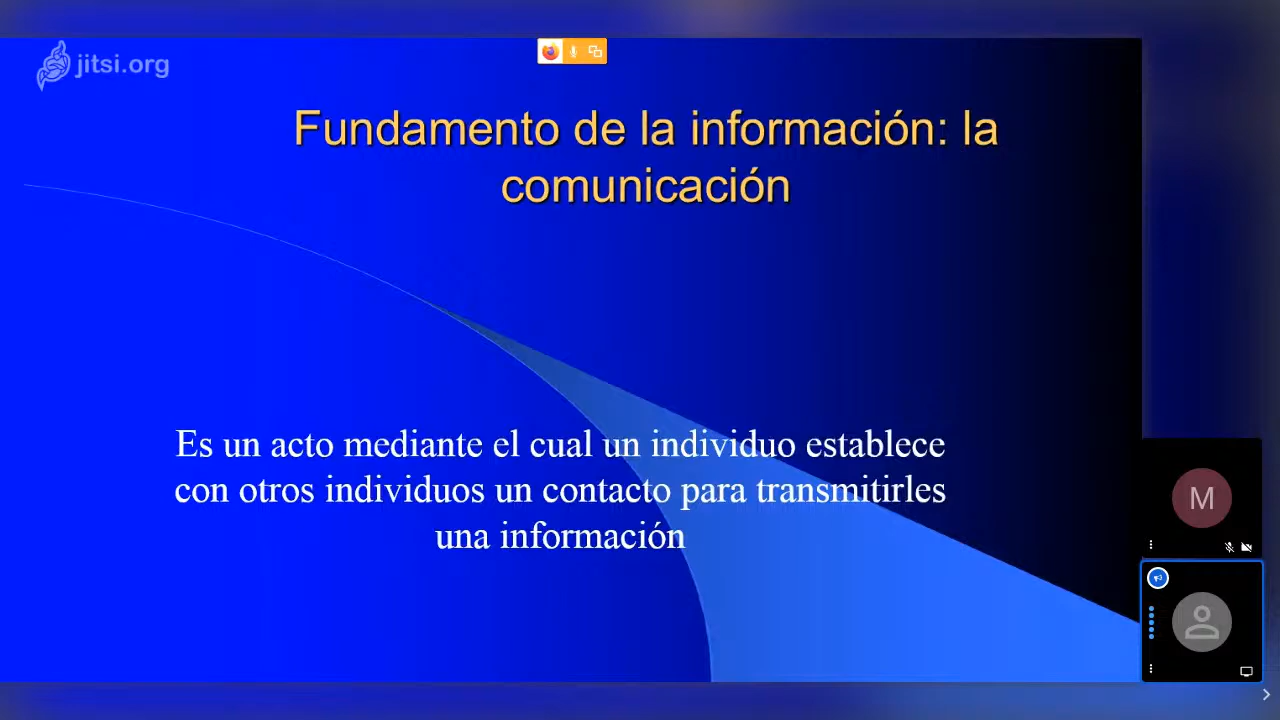 jitsi.org
Fundamento de la información: la
comunicación
Es un acto mediante el cual un individuo establece
con otros individuos un contacto para transmitirles
una información
M